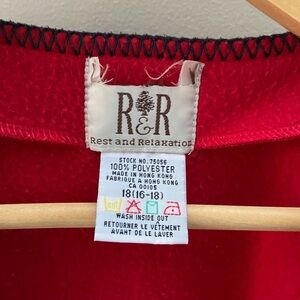 R&R
Rest and Relaxation
STOCK NO. 75056
100% POLYESTER
MADE IN HONG KONG
FABRIQUE A HONG KONG
CA 00105
18(16-18)
WASH INSIDE OUT
RETOURNER LE VÊTEMENT
AVANT DE LE LAVER